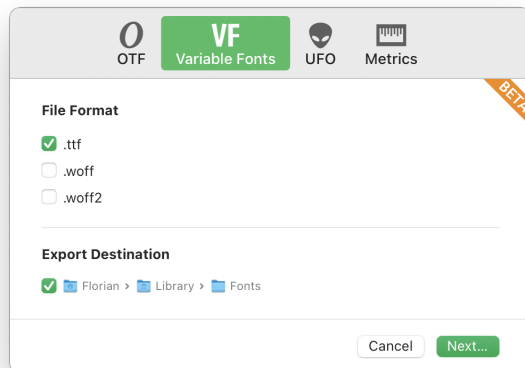 OTF
VF
Variable Fonts
UFO
Metrics
BETA
File Format
.ttf
.woff
.woff2
Export Destination
Florian › Library › Fonts
Cancel
Next...